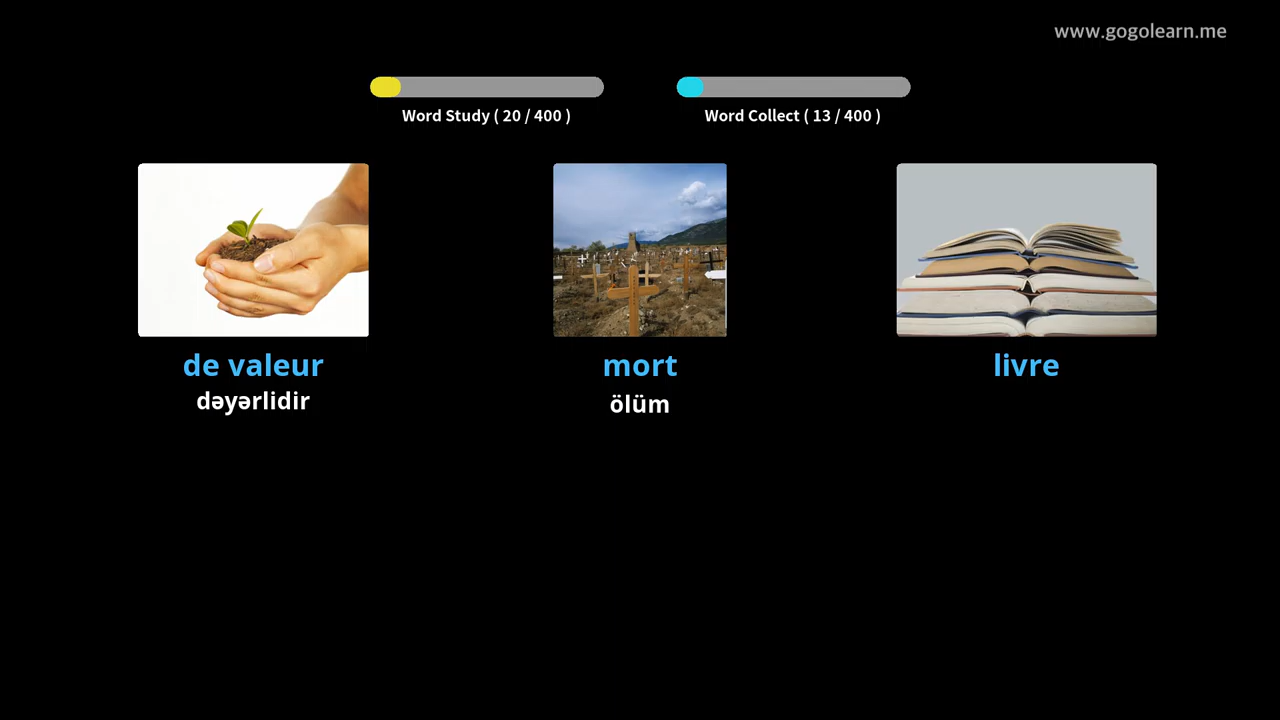 www.gogolearn.me
Word Study ( 20 / 400 )
Word Collect ( 13 / 400 )
de valeur
dəyərlidir
mort
ölüm
livre